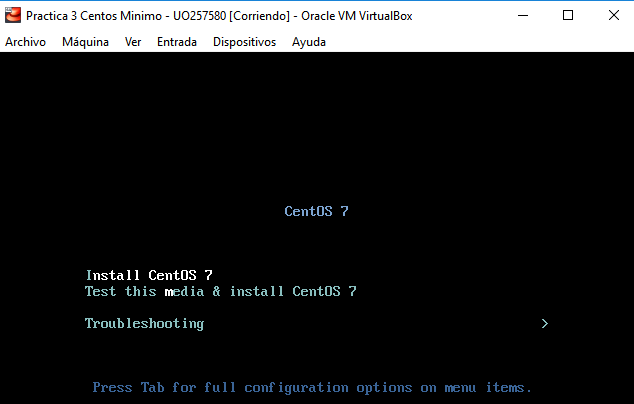 Practica 3 Centos Minimo - UO257580 [Corriendo] - Oracle VM VirtualBox
Archivo Máquina Ver Entrada Dispositivos Ayuda
CentOS 7
Install CentOS 7
Test this media & install CentOS 7
Troubleshooting >
Press Tab for full configuration options on menu items.